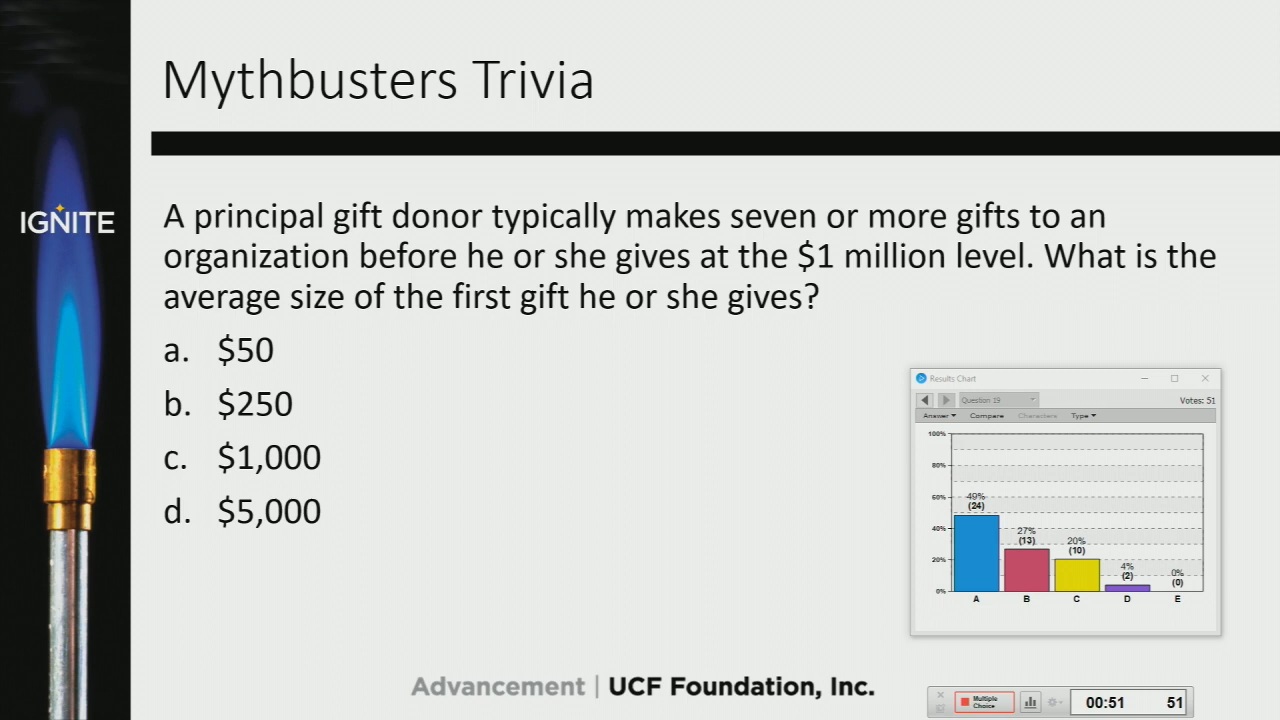 Mythbusters Trivia
IGNITE
A principal gift donor typically makes seven or more gifts to an
organization before he or she gives at the $1 million level. What is the
average size of the first gift he or she gives?
a. $50
b. $250
c. $1,000
d. $5,000
Results Chart
Question 19
Votes: 51
Answer Compare Characters Type
100%
80%
60%
40%
20%
0%
49%
(24)
27%
(13)
20%
(10)
4%
(2)
0%
(0)
A B C D E
Advancement | UCF Foundation, Inc.
Multiple
Choice
00:51 51